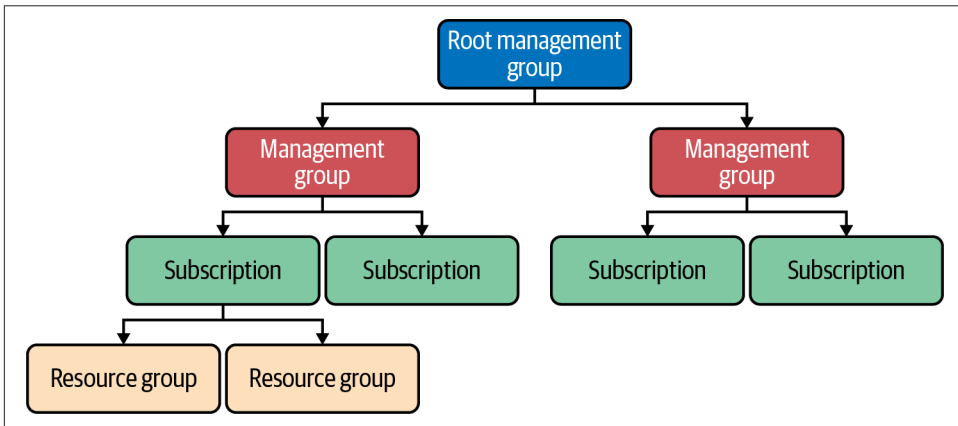 Root management
group
Management
group
Management
group
Subscription
Subscription
Subscription
Subscription
Resource group
Resource group